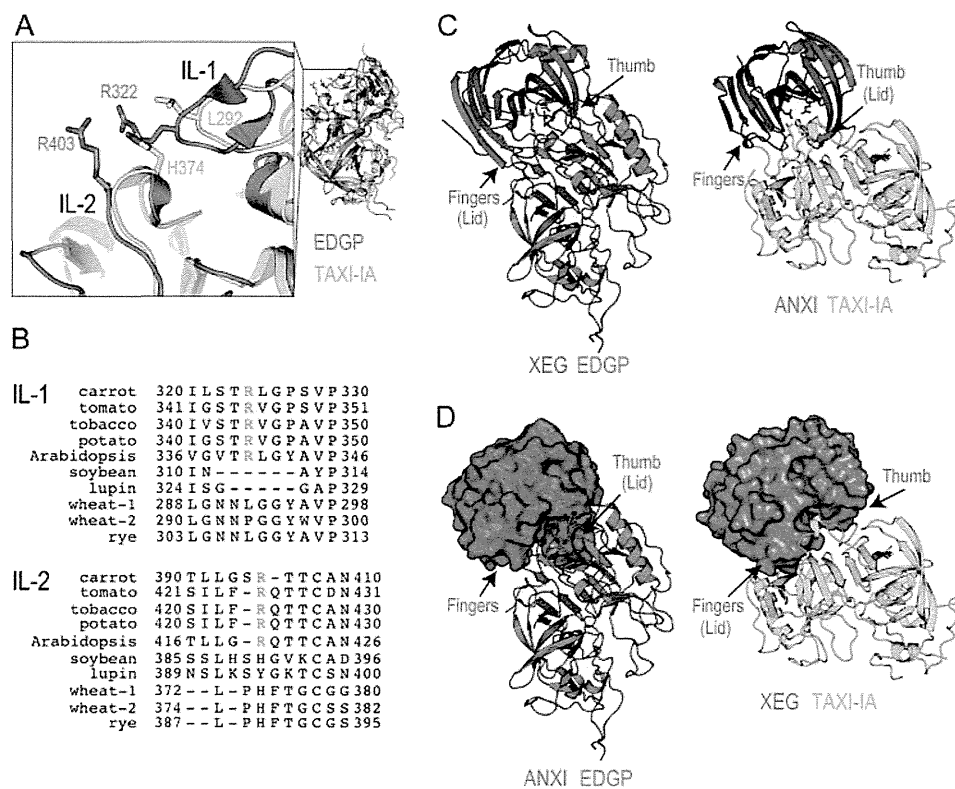 A
IL-1
R322
L292
R403
H374
IL-2
EDGP
TAXI-IA
B
IL-1
carrot 320 I L S T R L G P S V P 330
tomato 341 I G S T R V G P S V P 351
tobacco 340 I V S T R V G P A V P 350
potato 340 I G S T R V G P A V P 350
Arabidopsis 336 V G V T R L G Y A V P 346
soybean 310 I N - - - - - - A Y P 314
lupin 324 I S G - - - - - G A P 329
wheat-1 288 L G N N L G G Y A V P 298
wheat-2 290 L G N N P G G Y W V P 300
rye 303 L G N N L G G Y A V P 313
IL-2
carrot 390 T L L G S R - T T C A N 410
tomato 421 S I L F - R Q T T C D N 431
tobacco 420 S I L F - R Q T T C A N 430
potato 420 S I L F - R Q T T C A N 430
Arabidopsis 416 T L L G - R Q T T C A N 426
soybean 385 S S L H S H G V K C A D 396
lupin 389 N S L K S Y G K T C S N 400
wheat-1 372 - - L - P H F T G C G G 380
wheat-2 374 - - L - P H F T G C S S 382
rye 387 - - L - P H F T G C G S 395
C
Thumb
Fingers
(Lid)
XEG EDGP
Thumb
(Lid)
Fingers
ANXI TAXI-IA
D
Thumb
(Lid)
Fingers
ANXI EDGP
Thumb
Fingers
(Lid)
XEG TAXI-IA